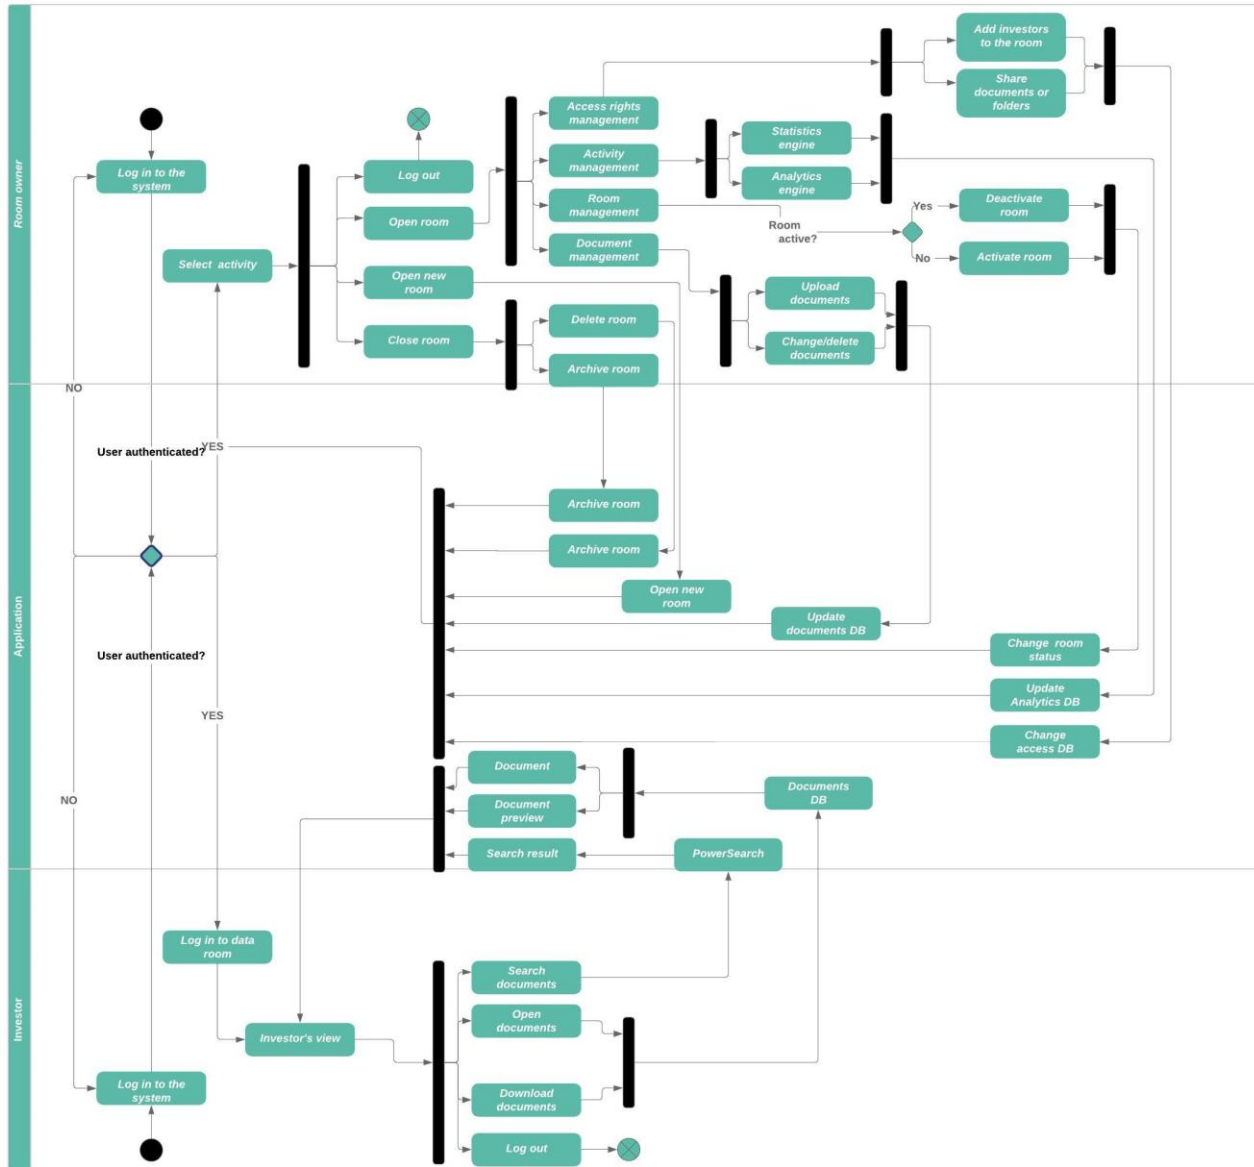 Room owner
Add investors
to the room
Share
documents or
folders
Access rights
management
Statistics
engine
Log in to the
system
Log out
Activity
management
Analytics
engine
Open room
Room
management
Room
active?
Yes
Deactivate
room
Select activity
Document
management
No
Activate room
Open new
room
Upload
documents
Delete room
Close room
Change/delete
documents
Archive room
NO
Application
User authenticated?
YES
Archive room
Archive room
Open new
room
Update
documents DB
User authenticated?
Change room
status
Update
Analytics DB
YES
Change
access DB
Document
NO
Document
preview
Documents
DB
Search result
PowerSearch
Investor
Log in to data
room
Search
documents
Open
documents
Investor's view
Log in to the
system
Download
documents
Log out